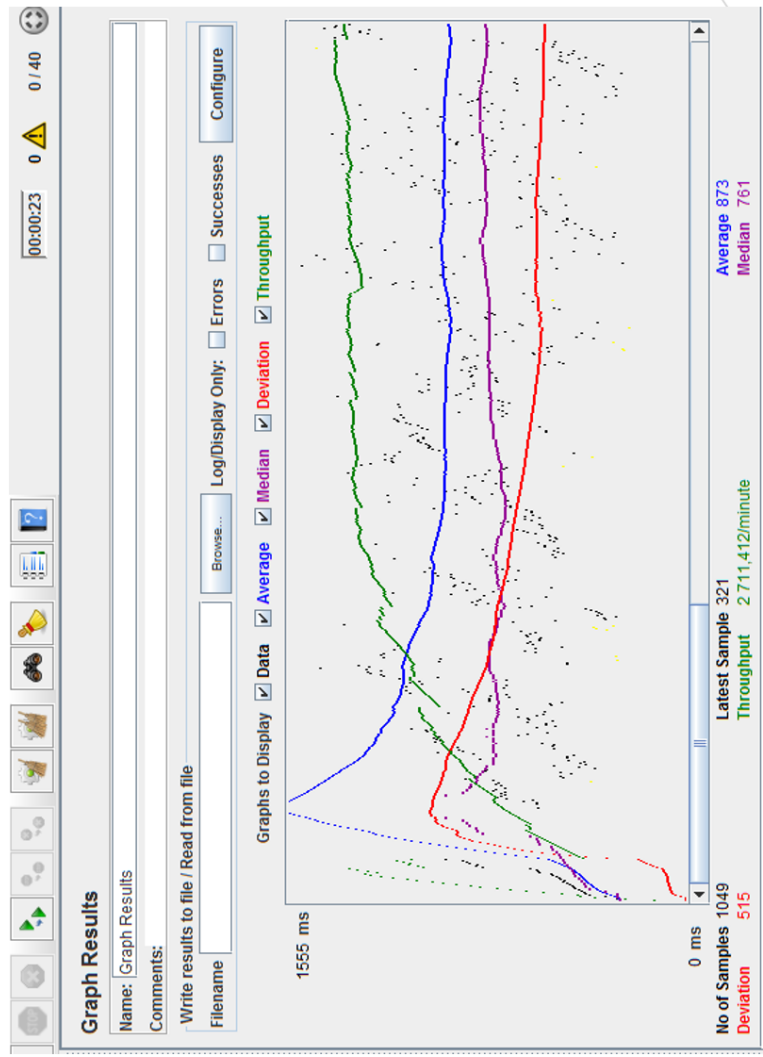 00:00:23 0 0 / 40
Graph Results
Name: Graph Results
Comments:
Write results to file / Read from file
Filename Browse... Log/Display Only: Errors Successes Configure
Graphs to Display Data Average Median Deviation Throughput
1555 ms
0 ms
No of Samples 1049 Latest Sample 321 Average 873
Deviation 515 Throughput 2 711,412/minute Median 761